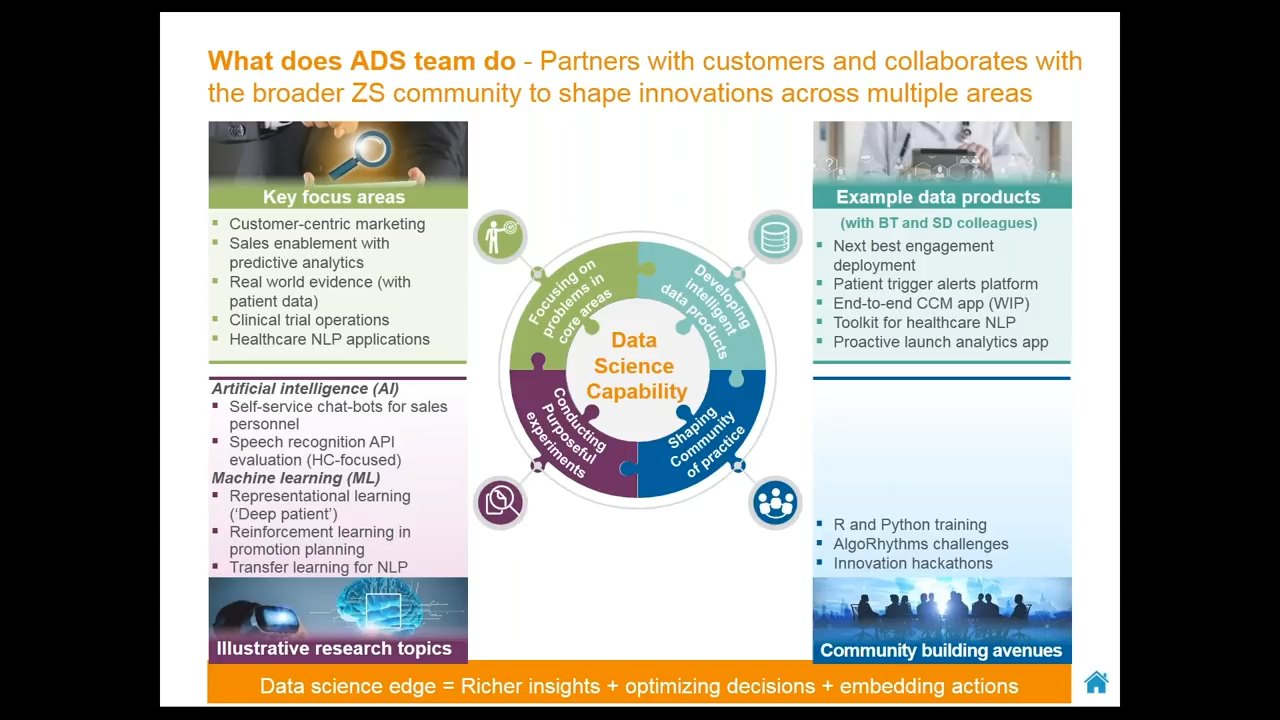 What does ADS team do - Partners with customers and collaborates with
the broader ZS community to shape innovations across multiple areas
Key focus areas
Customer-centric marketing
Sales enablement with
predictive analytics
Real world evidence (with
patient data)
Clinical trial operations
Healthcare NLP applications
Example data products
(with BT and SD colleagues)
Next best engagement
deployment
Patient trigger alerts platform
End-to-end CCM app (WIP)
Toolkit for healthcare NLP
Proactive launch analytics app
Focusing on
problems in
core areas
Developing
intelligent
data products
Data
Science
Capability
Conducting
Purposeful
experiments
Shaping
Community
of practice
Artificial intelligence (AI)
Self-service chat-bots for sales
personnel
Speech recognition API
evaluation (HC-focused)
Machine learning (ML)
Representational learning
(‘Deep patient’)
Reinforcement learning in
promotion planning
Transfer learning for NLP
Illustrative research topics
R and Python training
AlgoRhythms challenges
Innovation hackathons
Community building avenues
Data science edge = Richer insights + optimizing decisions + embedding actions